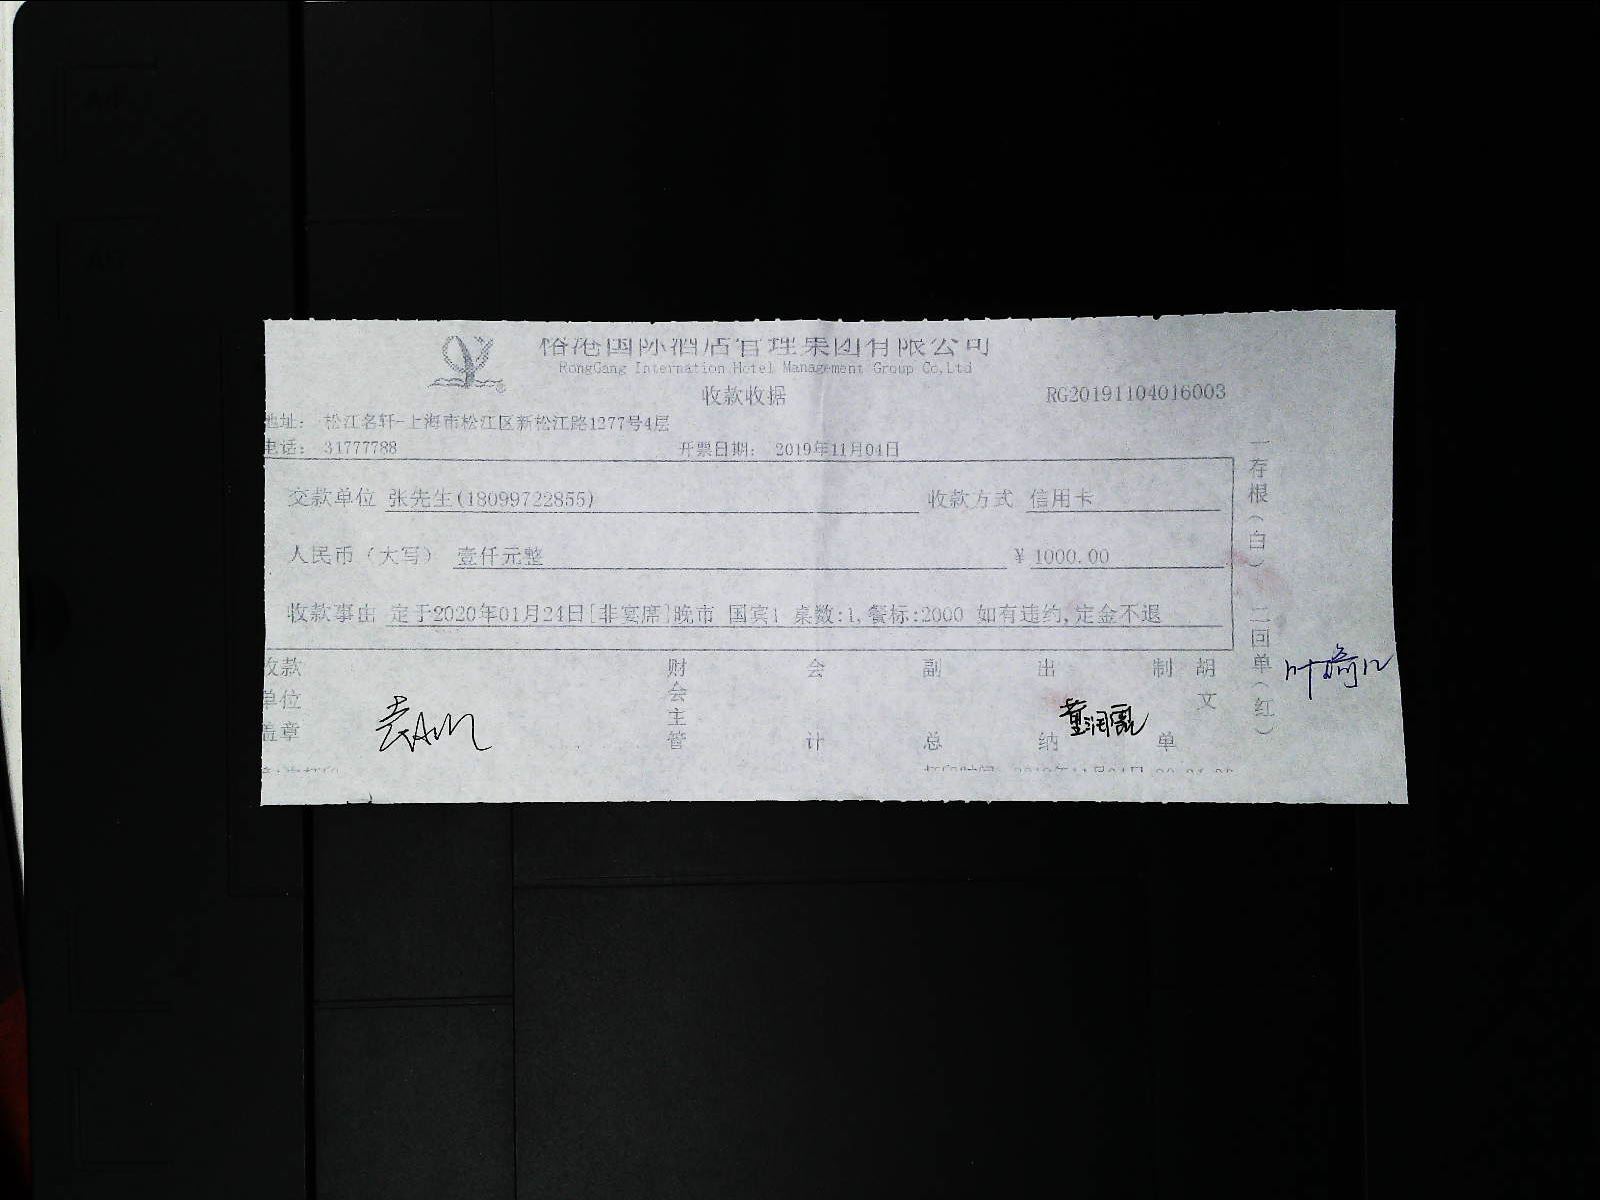 国际酒店管理集团有限公司
RongGang Internation Hotel Management Group Co,Ltd
收款收据 RG20191104016003
地址： 松江名轩-上海市松江区新松江路1277号4层
电话： 31777788 开票日期： 2019年11月04日
交款单位 张先生(18099722855) 收款方式 信用卡
人民币（大写） 壹仟元整 ￥ 1000.00
收款事由 定于2020年01月24日[非宴席]晚市 国宾1 桌数:1,餐标:2000 如有违约,定金不退
收款单位盖章 财会主管 会计 副总 出纳 制单 胡文
一存根（白） 二回单（红）